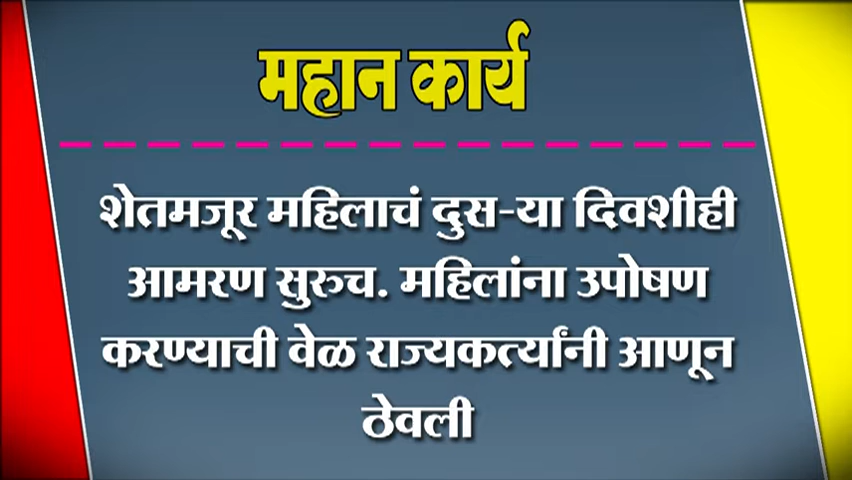 महान कार्य
शेतमजूर महिलाचं दुस-या दिवशीही
आमरण सुरुच. महिलांना उपोषण
करण्याची वेळ राज्यकर्त्यांनी आणून
ठेवली